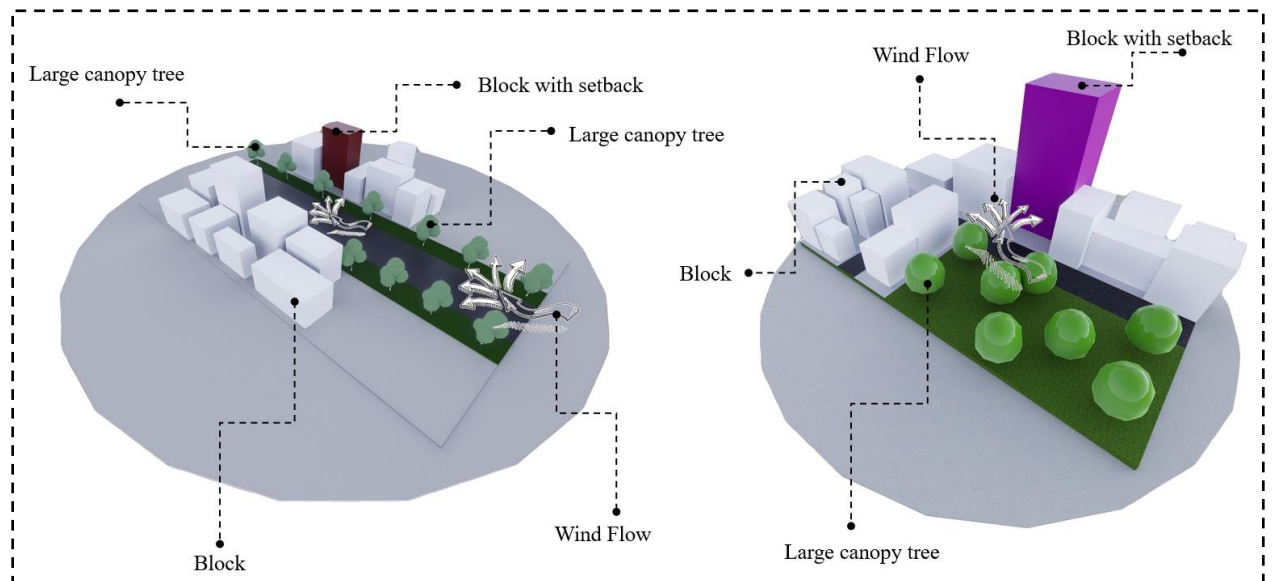 Large canopy tree
Block with setback
Large canopy tree
Block
Wind Flow
Wind Flow
Block with setback
Block
Large canopy tree